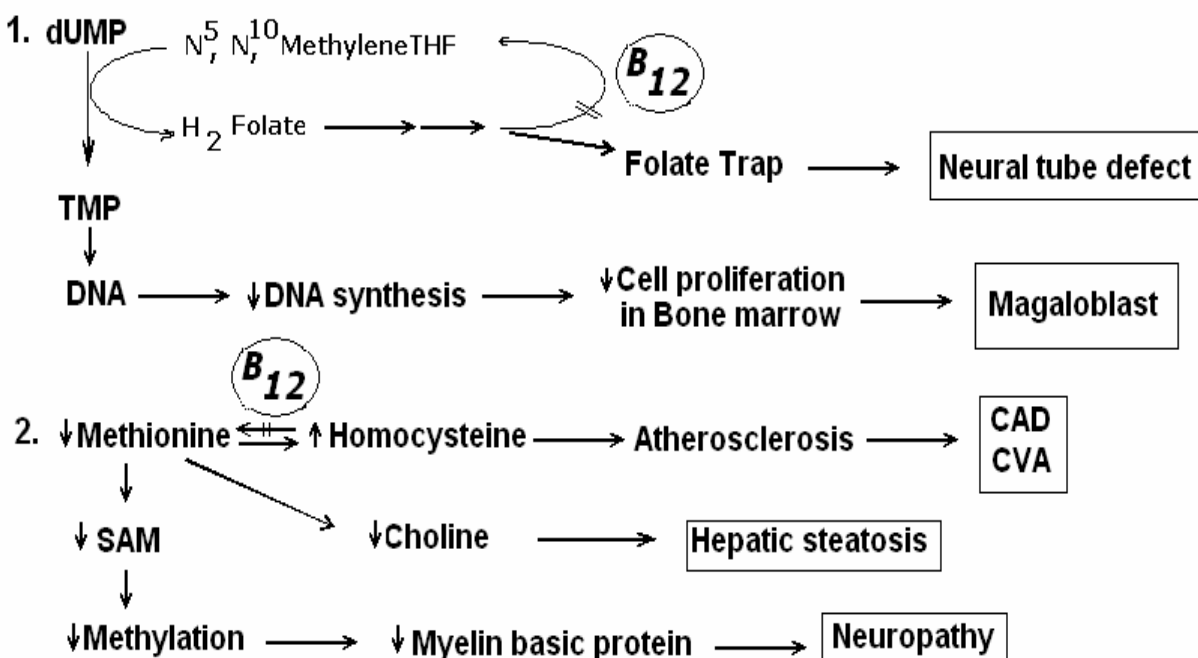 1. dUMP
N5, N,10 MethyleneTHF
B12
H2 Folate
Folate Trap
Neural tube defect
TMP
DNA
↓DNA synthesis
↓Cell proliferation
in Bone marrow
Magaloblast
B12
2. ↓Methionine
↑Homocysteine
Atherosclerosis
CAD
CVA
↓SAM
↓Choline
Hepatic steatosis
↓Methylation
↓Myelin basic protein
Neuropathy